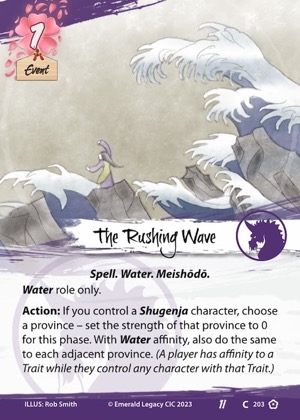 1
Event
The Rushing Wave
Spell. Water. Meishōdō.
Water role only.
Action: If you control a Shugenja character, choose
a province – set the strength of that province to 0
for this phase. With Water affinity, also do the same
to each adjacent province. (A player has affinity to a
Trait while they control any character with that Trait.)
ILLUS: Rob Smith © Emerald Legacy CIC 2023 C 203